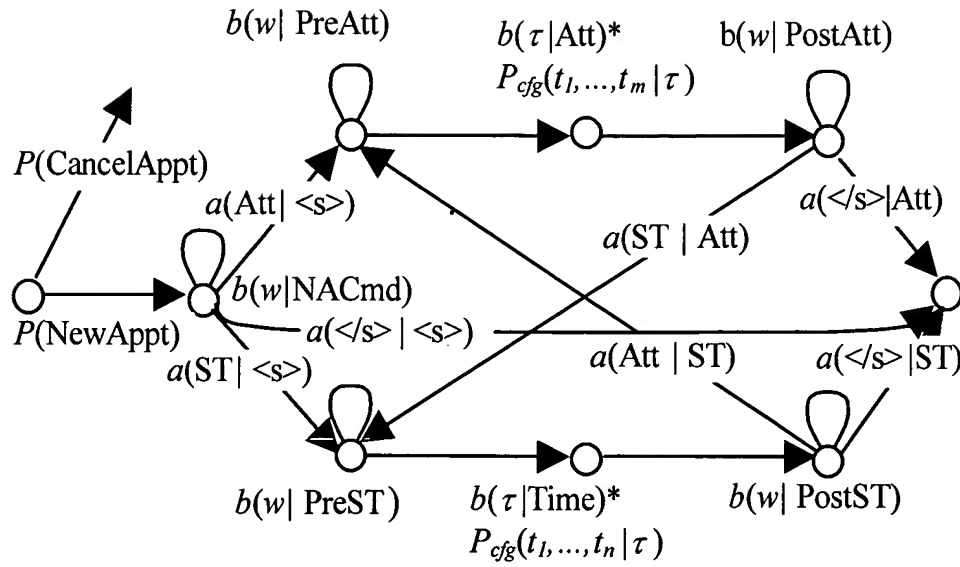 b(w| PreAtt)
b(τ|Att)*
b(w| PostAtt)
P_cfg(t_1,...,t_m|τ)
P(CancelAppt)
a(Att| <s>)
a(</s>|Att)
a(ST | Att)
b(w|NACmd)
P(NewAppt)
a(</s> | <s>)
a(ST| <s>)
a(Att | ST)
a(</s> |ST)
b(w| PreST)
b(τ|Time)*
b(w| PostST)
P_cfg(t_1,...,t_n|τ)